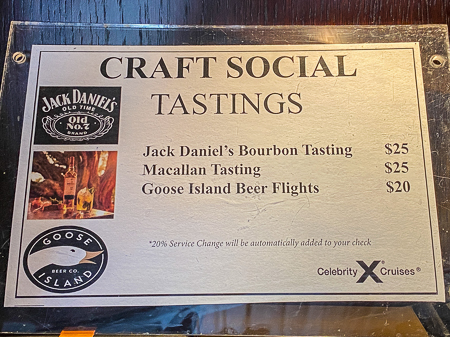 CRAFT SOCIAL
TASTINGS
JACK DANIEL'S
OLD TIME
Old
No. 7
BRAND
Jack Daniel's Bourbon Tasting $25
Macallan Tasting $25
Goose Island Beer Flights $20
GOOSE
BEER CO.
ISLAND
*20% Service Change will be automatically added to your check
Celebrity X Cruises®